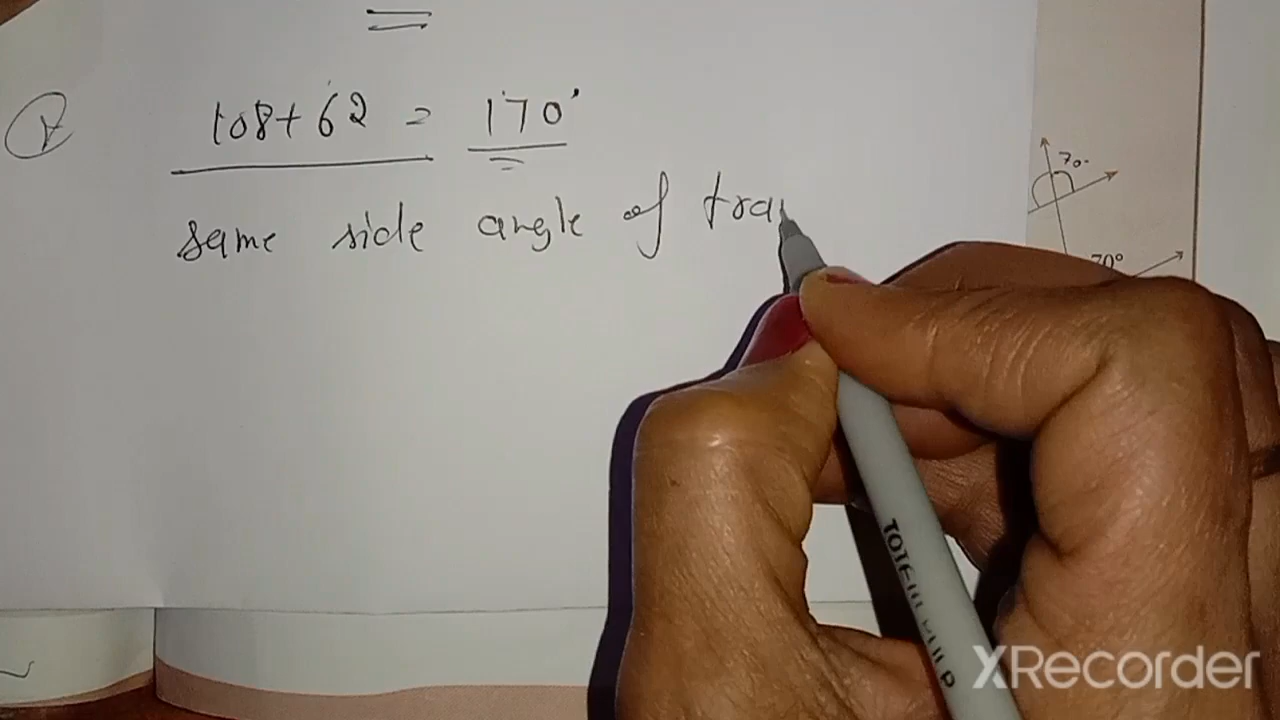 108+62 = 170°
same side angle of tra
70°
70°
XRecorder